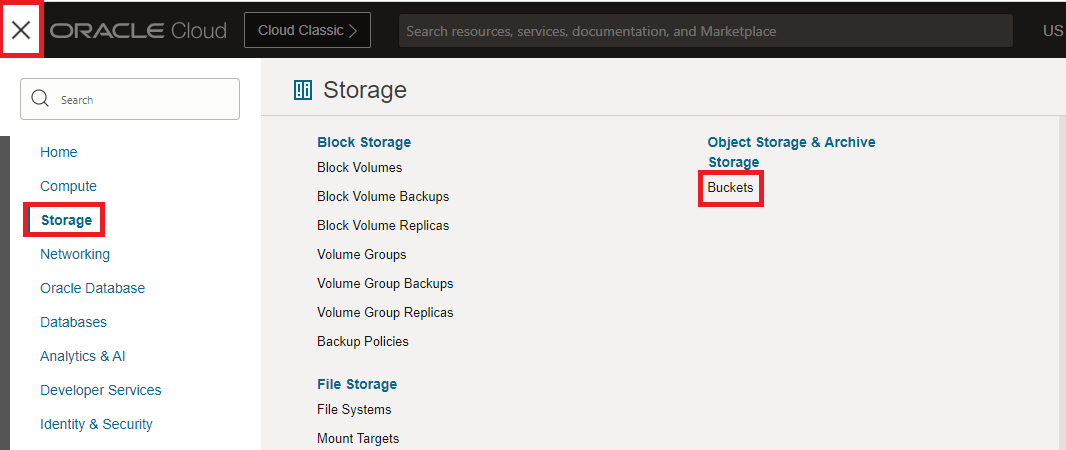 ORACLE Cloud
Cloud Classic
Search resources, services, documentation, and Marketplace
US
Search
Home
Compute
Storage
Networking
Oracle Database
Databases
Analytics & AI
Developer Services
Identity & Security
Storage
Block Storage
Block Volumes
Block Volume Backups
Block Volume Replicas
Volume Groups
Volume Group Backups
Volume Group Replicas
Backup Policies
File Storage
File Systems
Mount Targets
Object Storage & Archive
Storage
Buckets